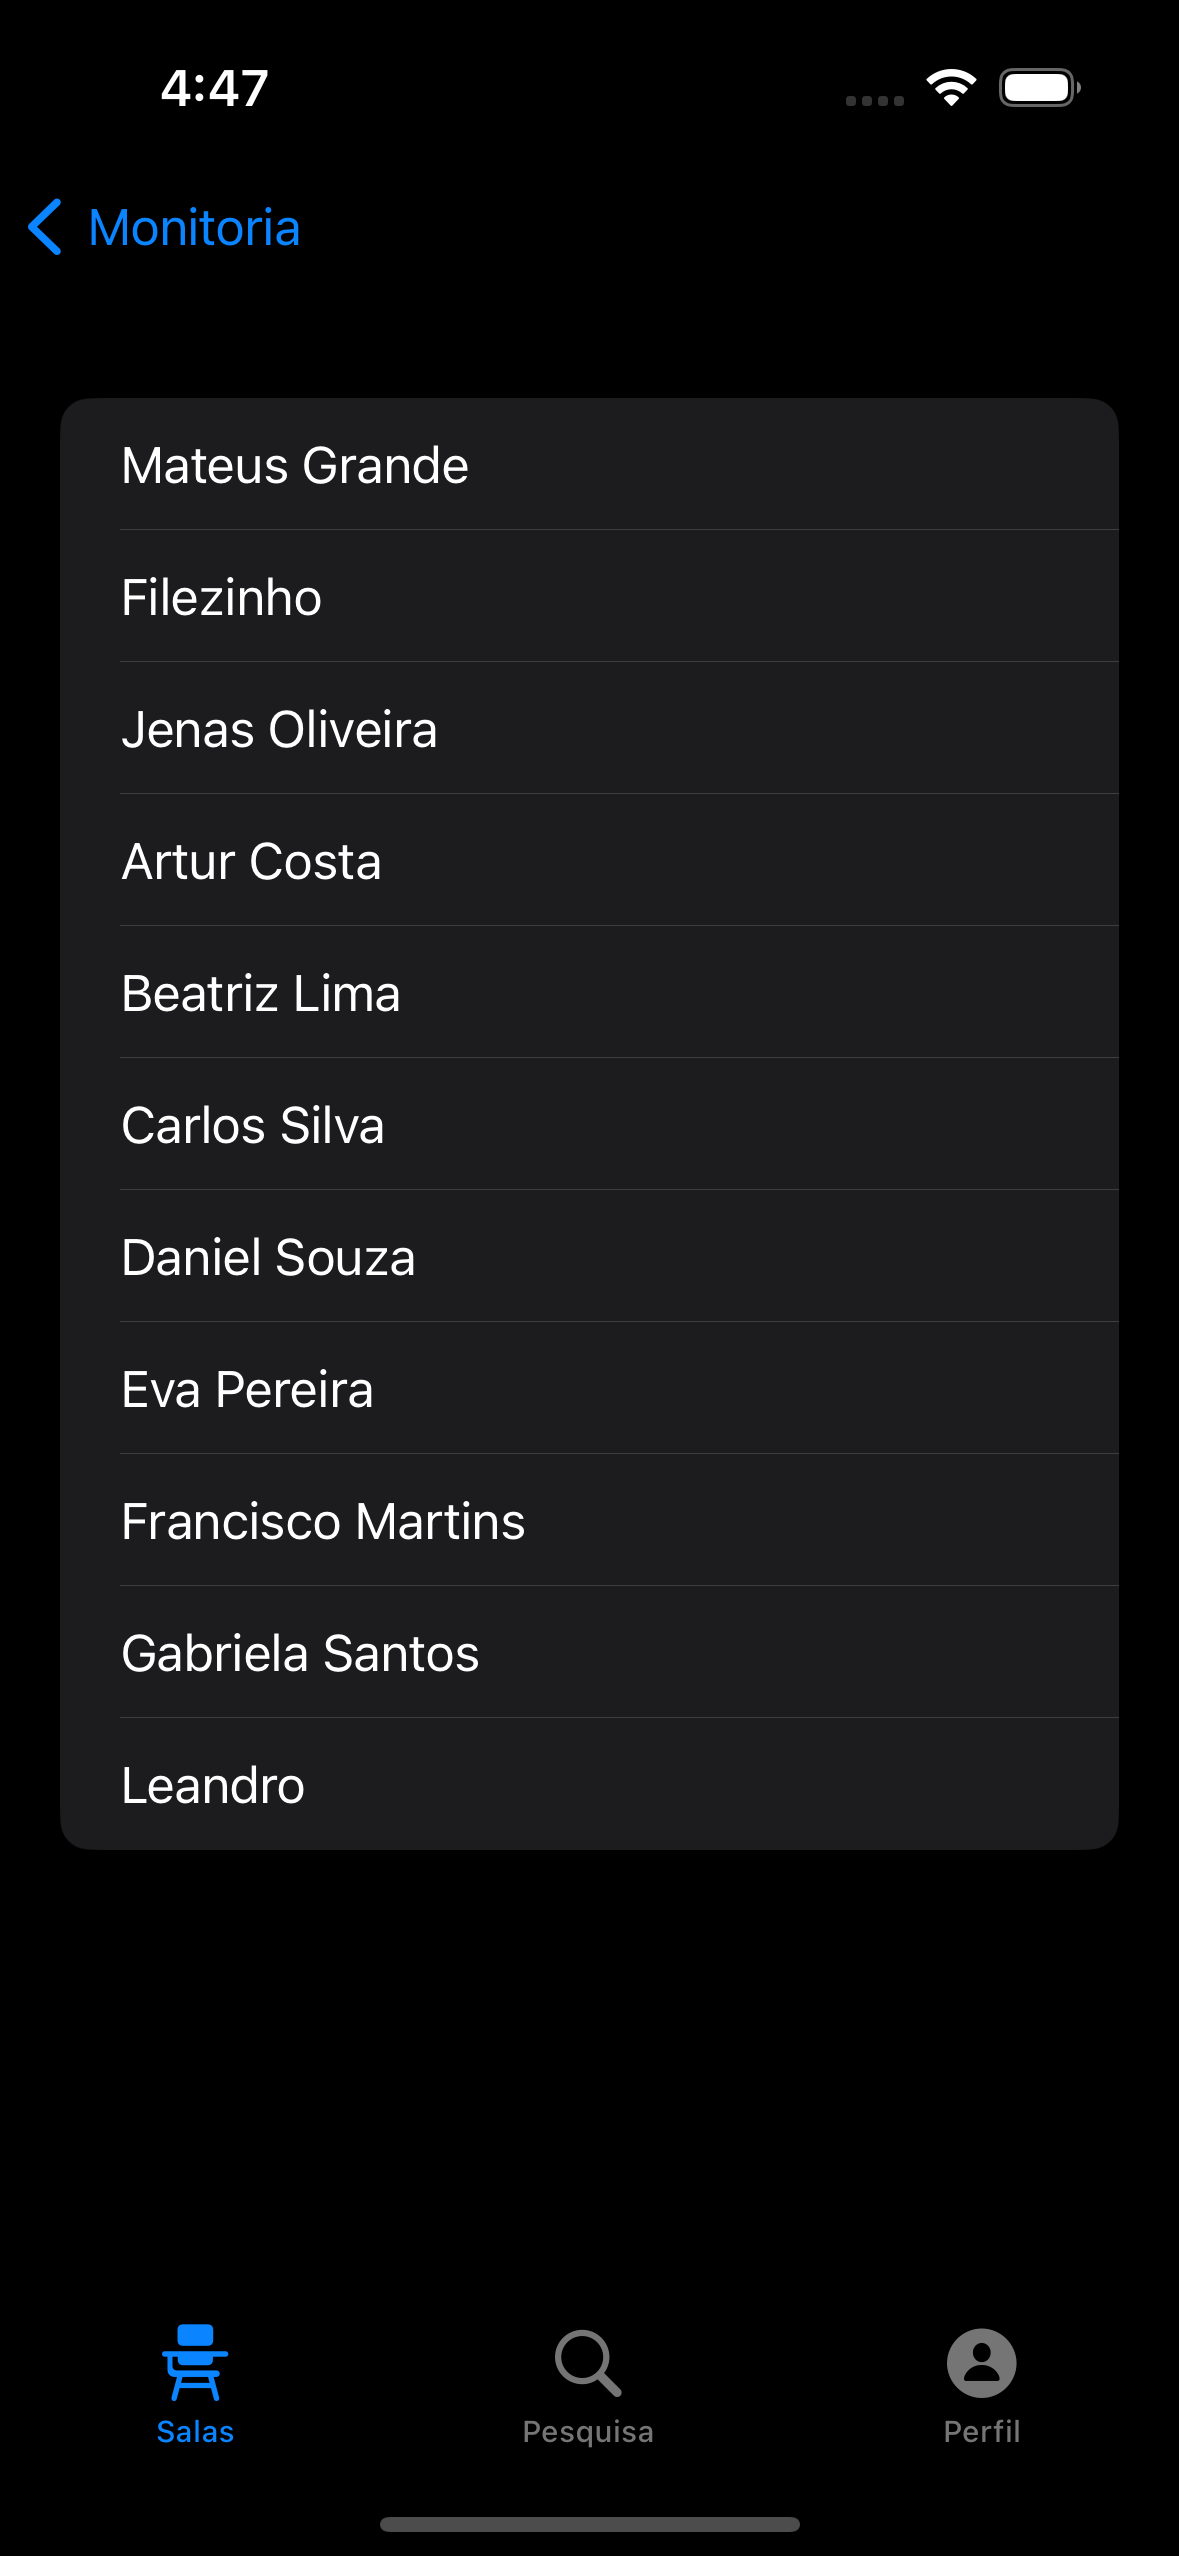 4:47
Monitoria
Mateus Grande
Filezinho
Jenas Oliveira
Artur Costa
Beatriz Lima
Carlos Silva
Daniel Souza
Eva Pereira
Francisco Martins
Gabriela Santos
Leandro
Salas Pesquisa Perfil